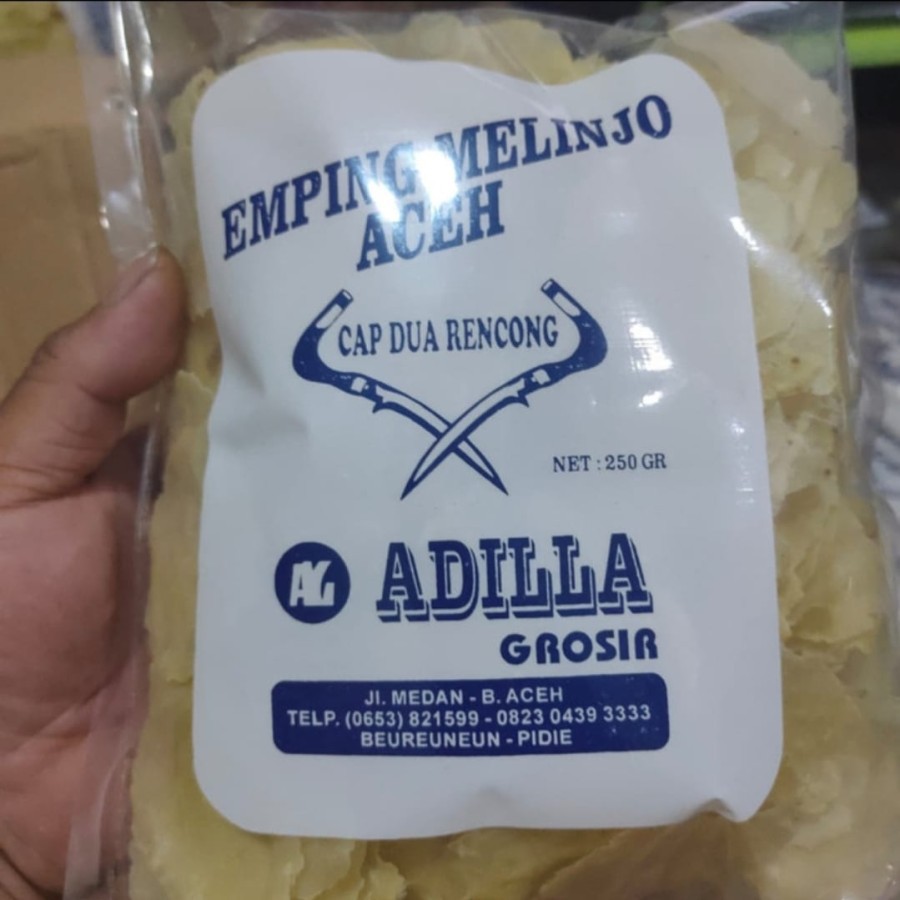 EMPING MELINJO
ACEH
CAP DUA RENCONG
NET : 250 GR
AG ADILLA
GROSIR
Jl. MEDAN - B. ACEH
TELP. (0653) 821599 - 0823 0439 3333
BEUREUNEUN - PIDIE